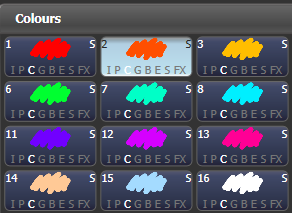 Colours
1 S 2 S 3 S
I P C G B E S FX I P C G B E S FX I P C G B E S FX
6 S 7 S 8 S
I P C G B E S FX I P C G B E S FX I P C G B E S FX
11 S 12 S 13 S
I P C G B E S FX I P C G B E S FX I P C G B E S FX
14 S 15 S 16 S
I P C G B E S FX I P C G B E S FX I P C G B E S FX